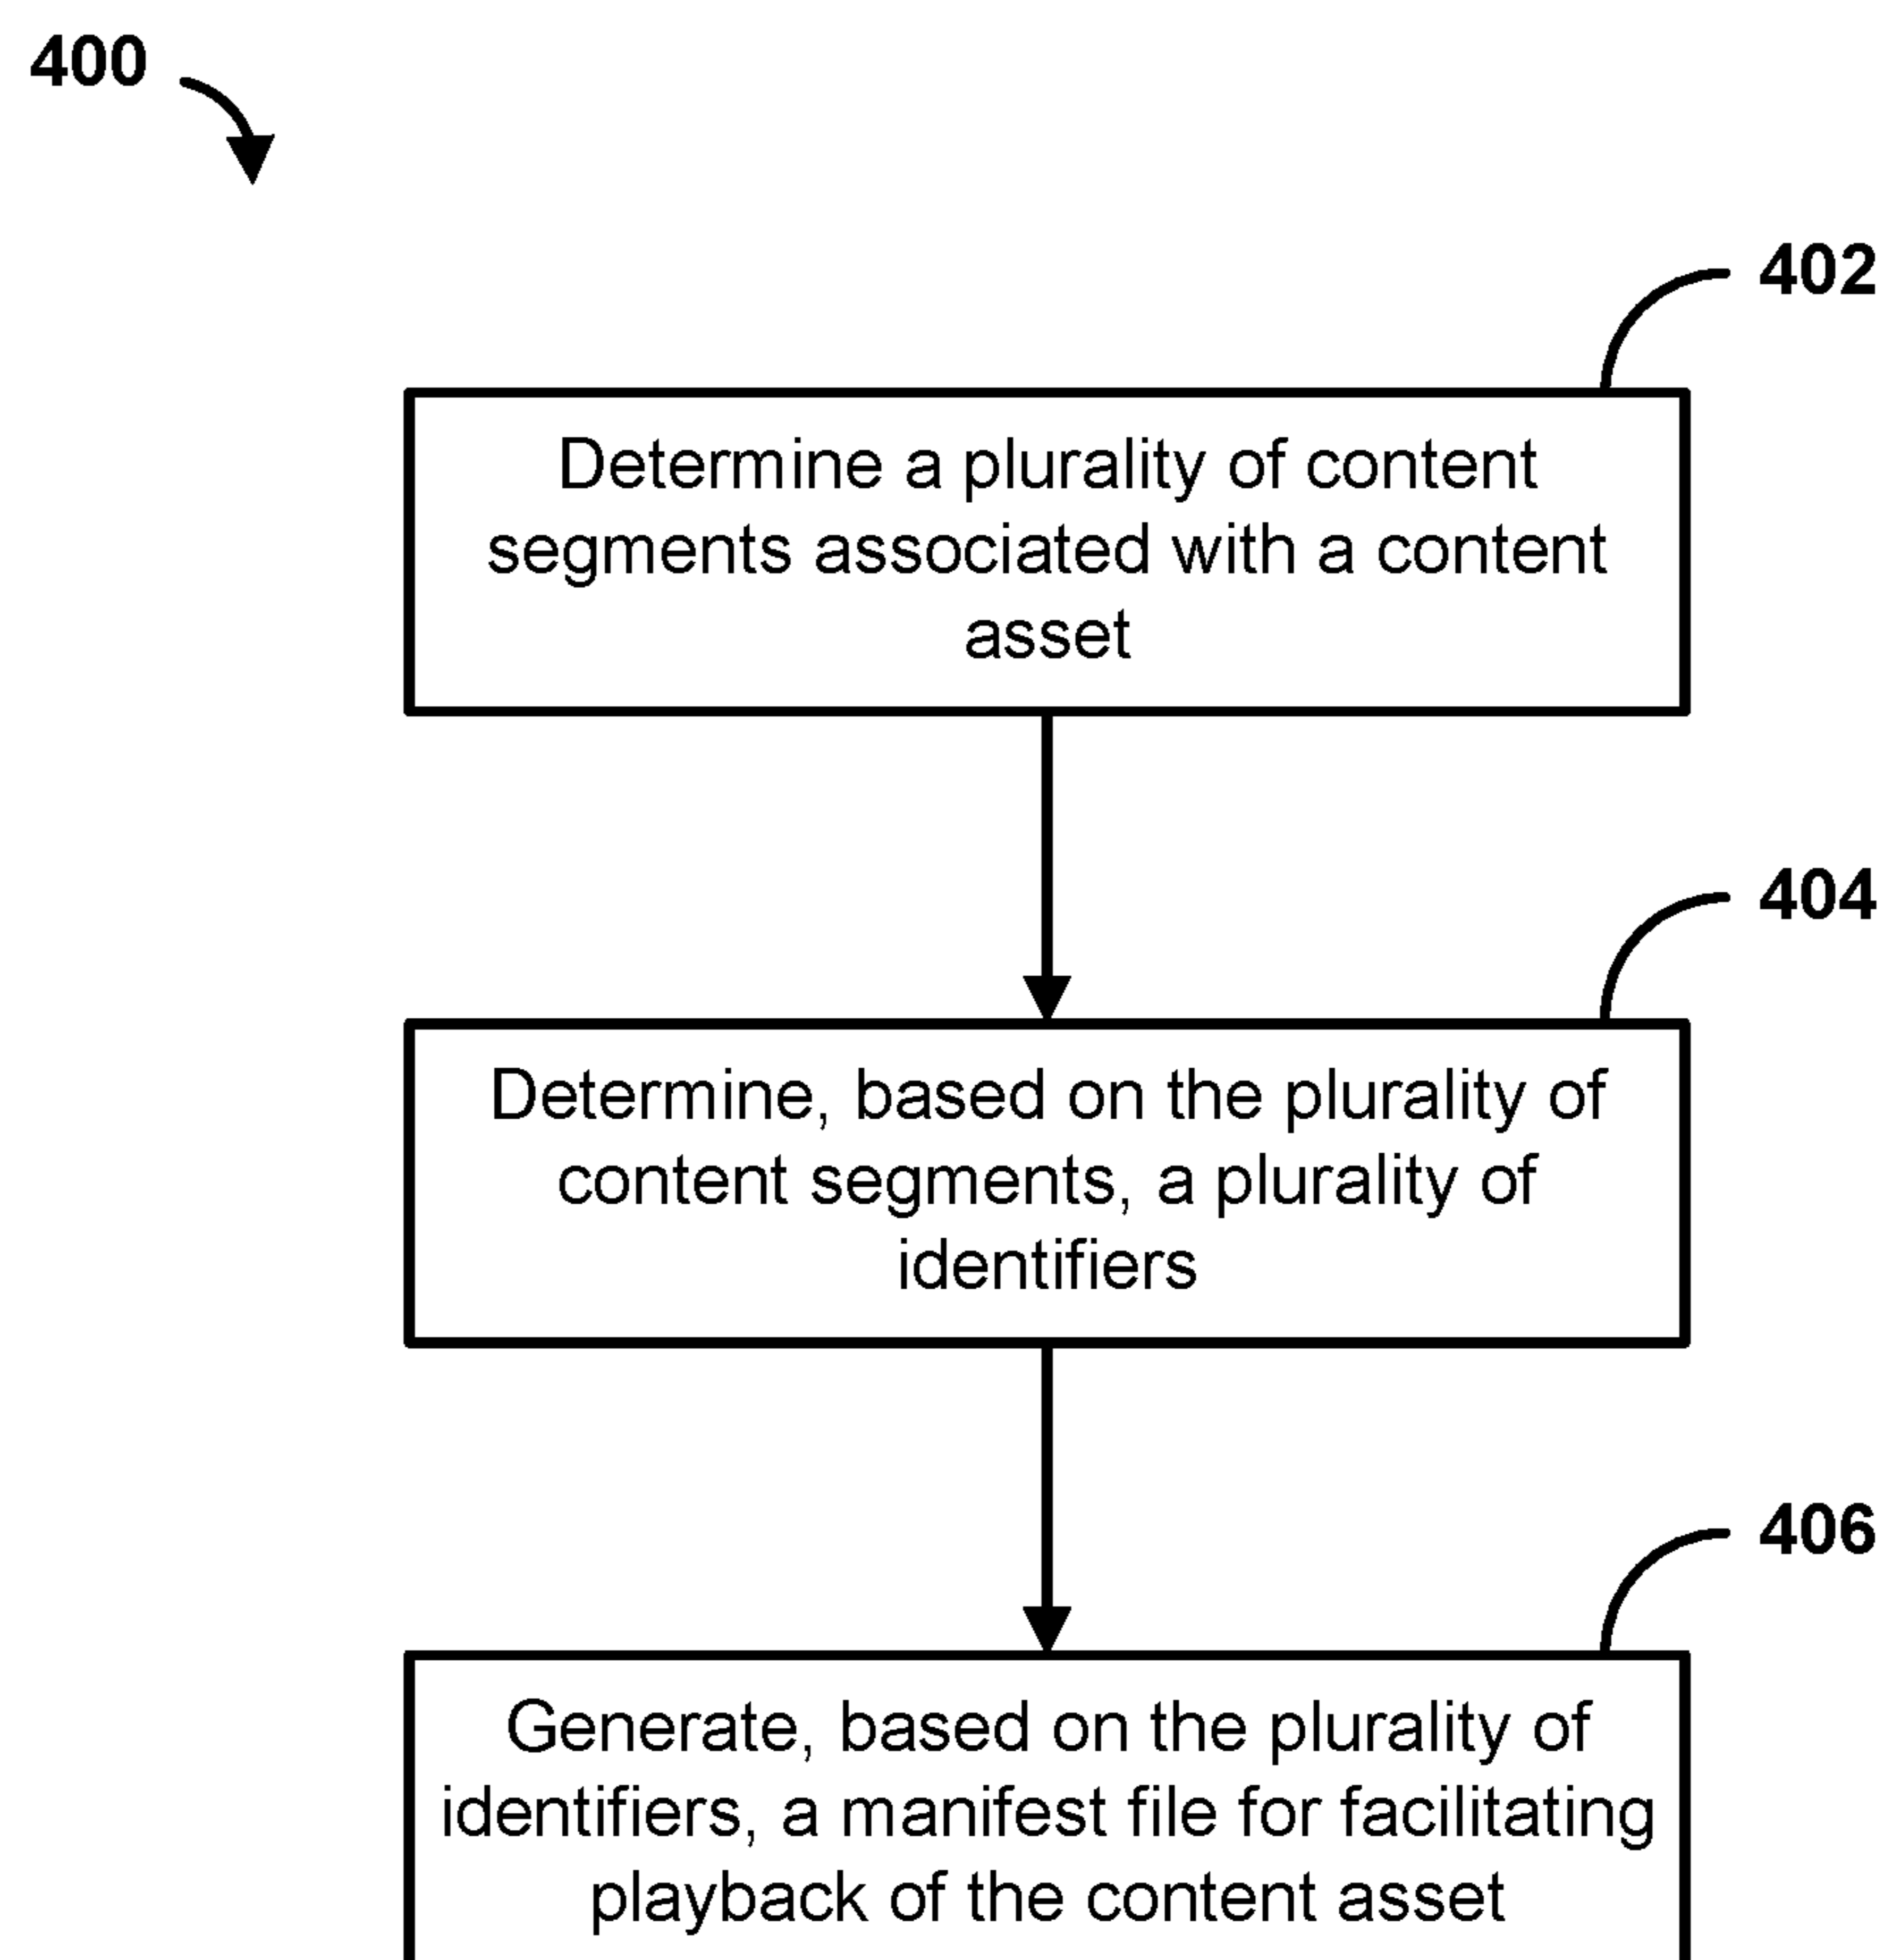 400
402
Determine a plurality of content
segments associated with a content
asset
404
Determine, based on the plurality of
content segments, a plurality of
identifiers
406
Generate, based on the plurality of
identifiers, a manifest file for facilitating
playback of the content asset